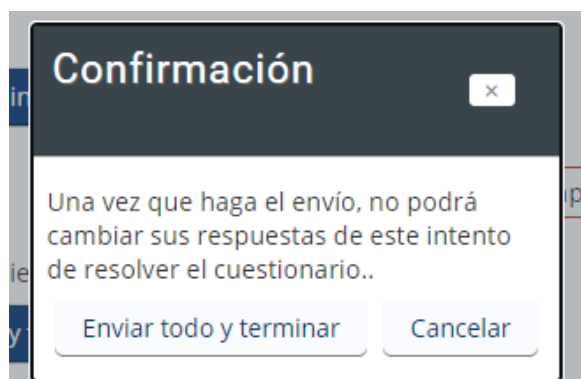 Confirmación
×
in
Una vez que haga el envío, no podrá
cambiar sus respuestas de este intento
de resolver el cuestionario..
Enviar todo y terminar
Cancelar